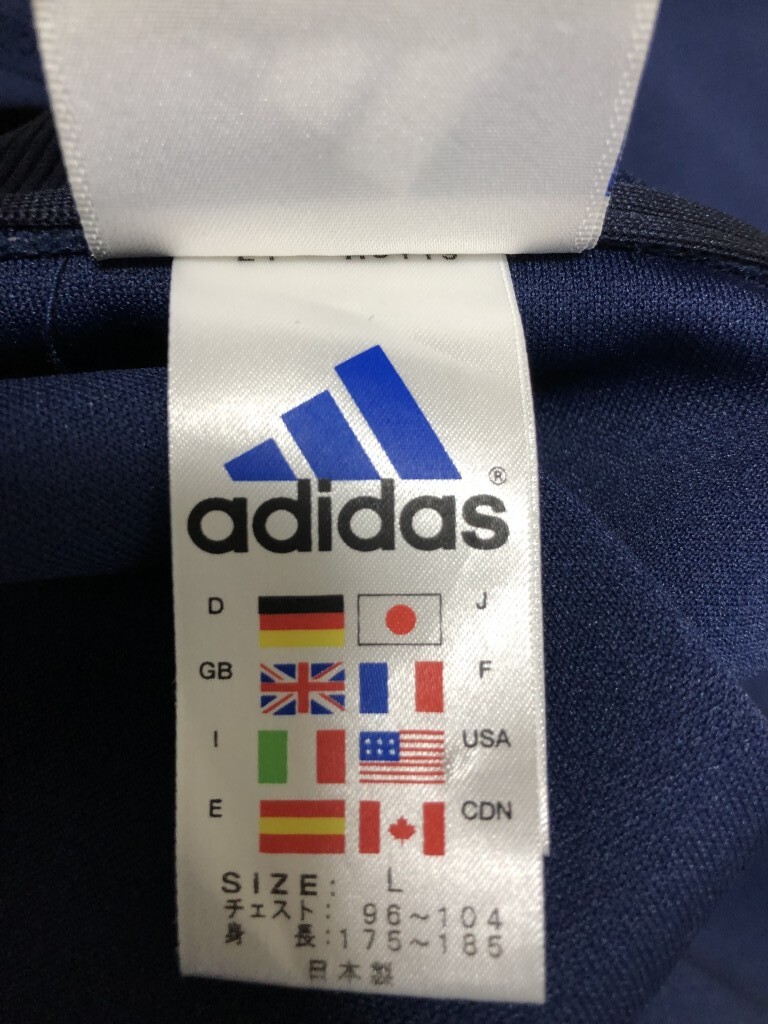 adidas®
D J
GB F
I USA
E CDN
SIZE: L
チェスト: 96~104
身 長:175~185
日本製